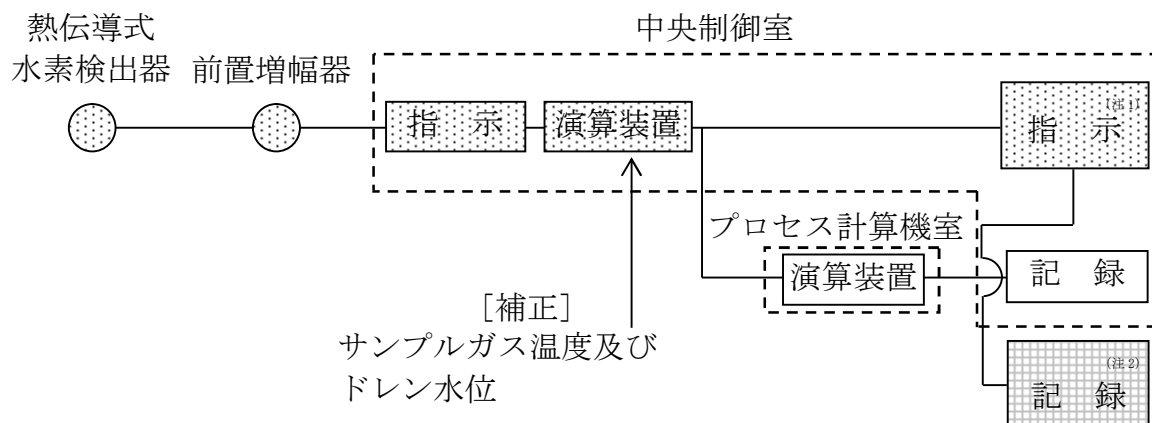 中央制御室
熱伝導式
水素検出器
前置増幅器
指 示
演算装置
(注1)
指 示
プロセス計算機室
演算装置
記 録
[補正]
サンプルガス温度及び
ドレン水位
(注2)
記 録